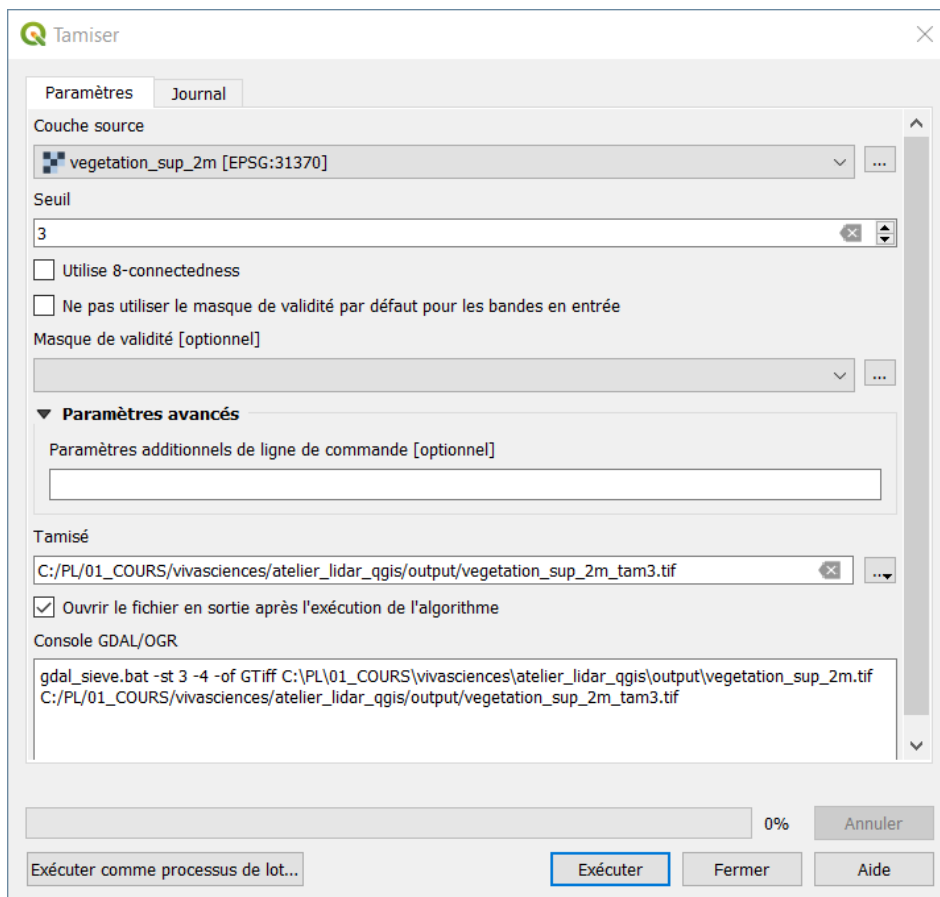 Tamiser
Paramètres
Journal
Couche source
vegetation_sup_2m [EPSG:31370]
...
Seuil
3
Utilise 8-connectedness
Ne pas utiliser le masque de validité par défaut pour les bandes en entrée
Masque de validité [optionnel]
...
Paramètres avancés
Paramètres additionnels de ligne de commande [optionnel]
Tamisé
C:/PL/01_COURS/vivasciences/atelier_lidar_qgis/output/vegetation_sup_2m_tam3.tif
...
Ouvrir le fichier en sortie après l'exécution de l'algorithme
Console GDAL/OGR
gdal_sieve.bat -st 3 -4 -of GTiff C:\PL\01_COURS\vivasciences\atelier_lidar_qgis\output\vegetation_sup_2m.tif
C:/PL/01_COURS/vivasciences/atelier_lidar_qgis/output/vegetation_sup_2m_tam3.tif
0%
Annuler
Exécuter comme processus de lot...
Exécuter
Fermer
Aide